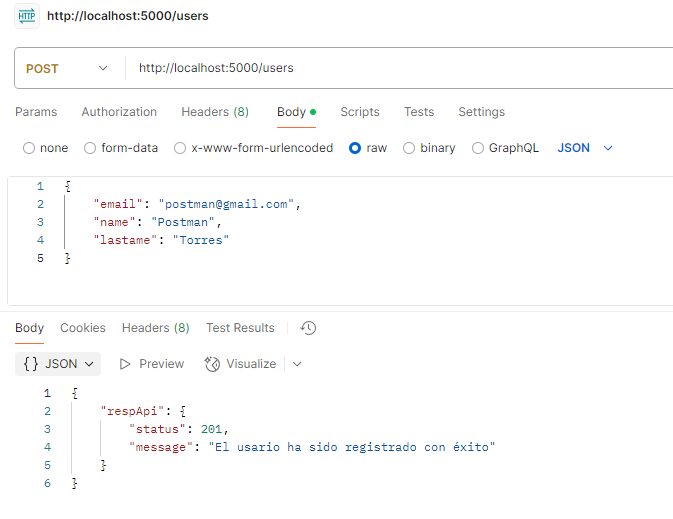 HTTP http://localhost:5000/users
POST http://localhost:5000/users
Params Authorization Headers (8) Body Scripts Tests Settings
none form-data x-www-form-urlencoded raw binary GraphQL JSON
1 {
2 "email": "postman@gmail.com",
3 "name": "Postman",
4 "lastame": "Torres"
5 }
Body Cookies Headers (8) Test Results
{} JSON Preview Visualize
1 {
2 "respApi": {
3 "status": 201,
4 "message": "El usario ha sido registrado con éxito"
5 }
6 }